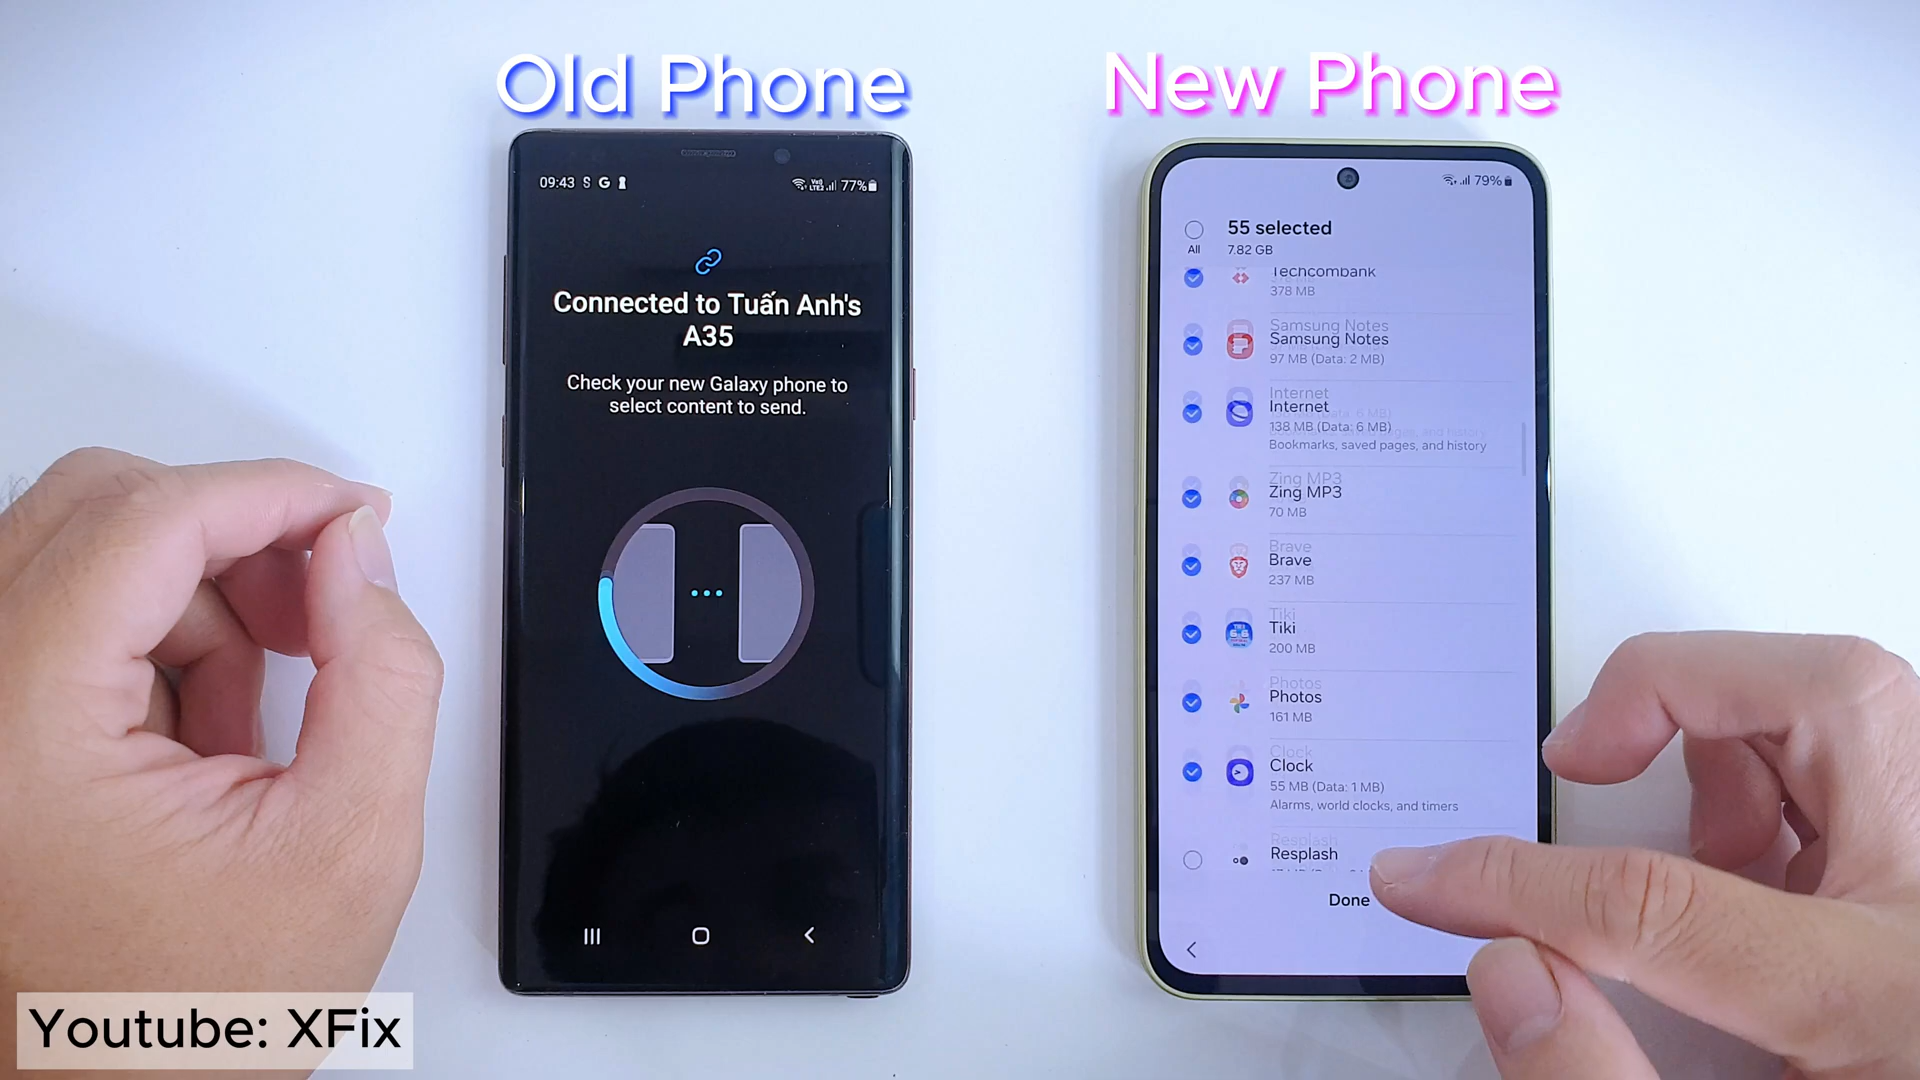 Old Phone
New Phone
09:43 S G
77%
Connected to Tuấn Anh's
A35
Check your new Galaxy phone to
select content to send.
79%
55 selected
All
7.82 GB
Techcombank
378 MB
Samsung Notes
97 MB (Data: 2 MB)
Internet
138 MB (Data: 6 MB)
Bookmarks, saved pages, and history
Zing MP3
70 MB
Brave
237 MB
Tiki
200 MB
Photos
161 MB
Clock
55 MB (Data: 1 MB)
Alarms, world clocks, and timers
Resplash
Done
Youtube: XFix